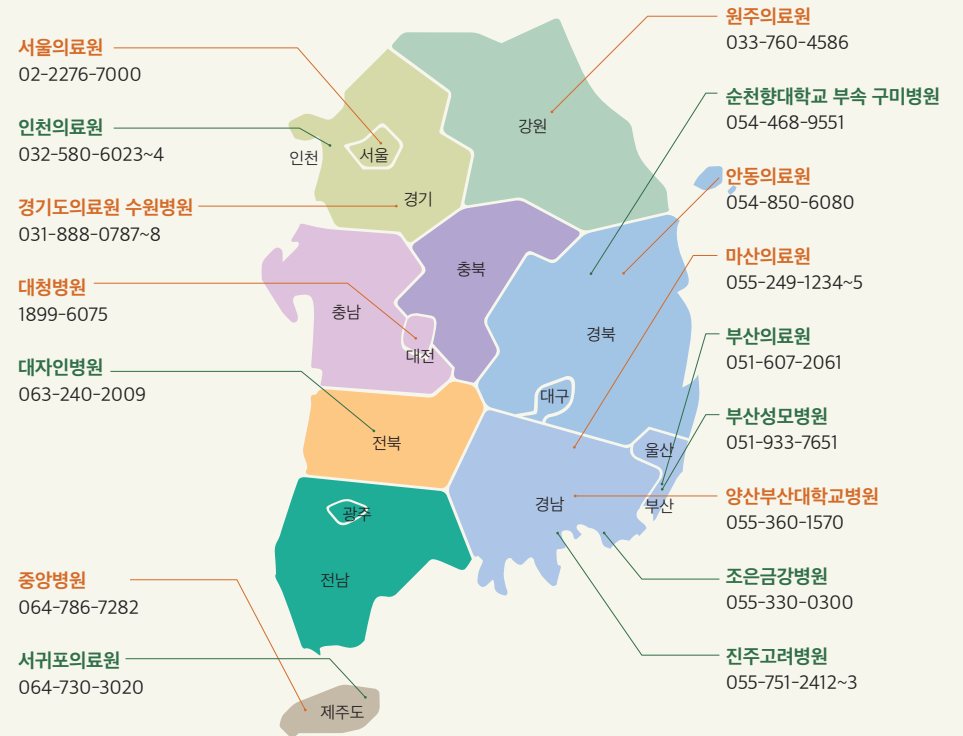 서울의료원
02-2276-7000
인천의료원
032-580-6023~4
경기도의료원 수원병원
031-888-0787~8
대청병원
1899-6075
대자인병원
063-240-2009
중앙병원
064-786-7282
서귀포의료원
064-730-3020
강원
서울
인천
경기
충북
충남
대전
경북
대구
전북
울산
경남
부산
광주
전남
제주도
원주의료원
033-760-4586
순천향대학교 부속 구미병원
054-468-9551
안동의료원
054-850-6080
마산의료원
055-249-1234~5
부산의료원
051-607-2061
부산성모병원
051-933-7651
양산부산대학교병원
055-360-1570
조은금강병원
055-330-0300
진주고려병원
055-751-2412~3